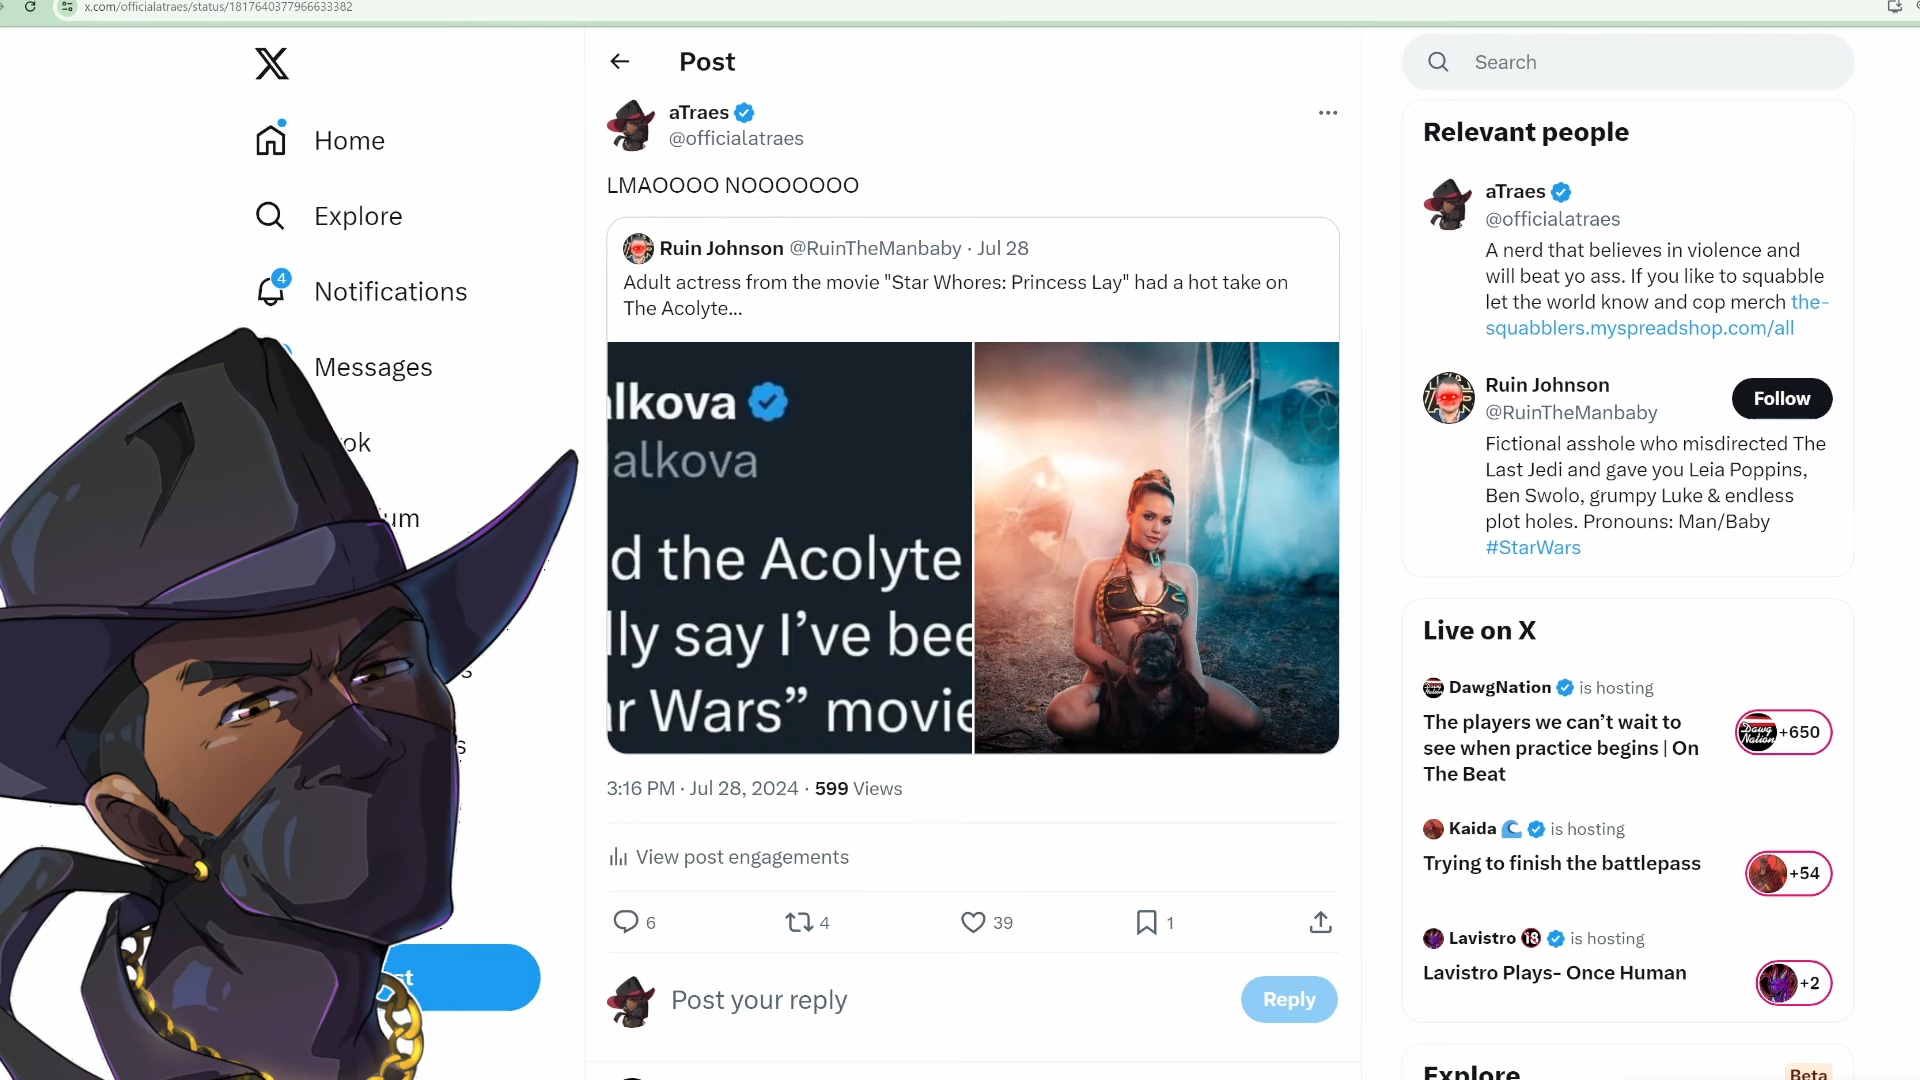 x.com/officialatraes/status/1817640377966633382
Home
Explore
4
Notifications
Messages
Post
aTraes
@officialatraes
LMAOOOO NOOOOOOO
Ruin Johnson @RuinTheManbaby · Jul 28
Adult actress from the movie "Star Whores: Princess Lay" had a hot take on
The Acolyte...
lkova
alkova
d the Acolyte
lly say I've bee
r Wars” movie
3:16 PM · Jul 28, 2024 · 599 Views
View post engagements
6
4
39
1
Post your reply
Reply
Search
Relevant people
aTraes
@officialatraes
A nerd that believes in violence and
will beat yo ass. If you like to squabble
let the world know and cop merch the-
squabblers.myspreadshop.com/all
Ruin Johnson
@RuinTheManbaby
Follow
Fictional asshole who misdirected The
Last Jedi and gave you Leia Poppins,
Ben Swolo, grumpy Luke & endless
plot holes. Pronouns: Man/Baby
#StarWars
Live on X
DawgNation is hosting
The players we can’t wait to
see when practice begins | On
The Beat
Dawg
Nation
+650
Kaida is hosting
Trying to finish the battlepass
+54
Lavistro 18 is hosting
Lavistro Plays- Once Human
+2
Explore
Beta